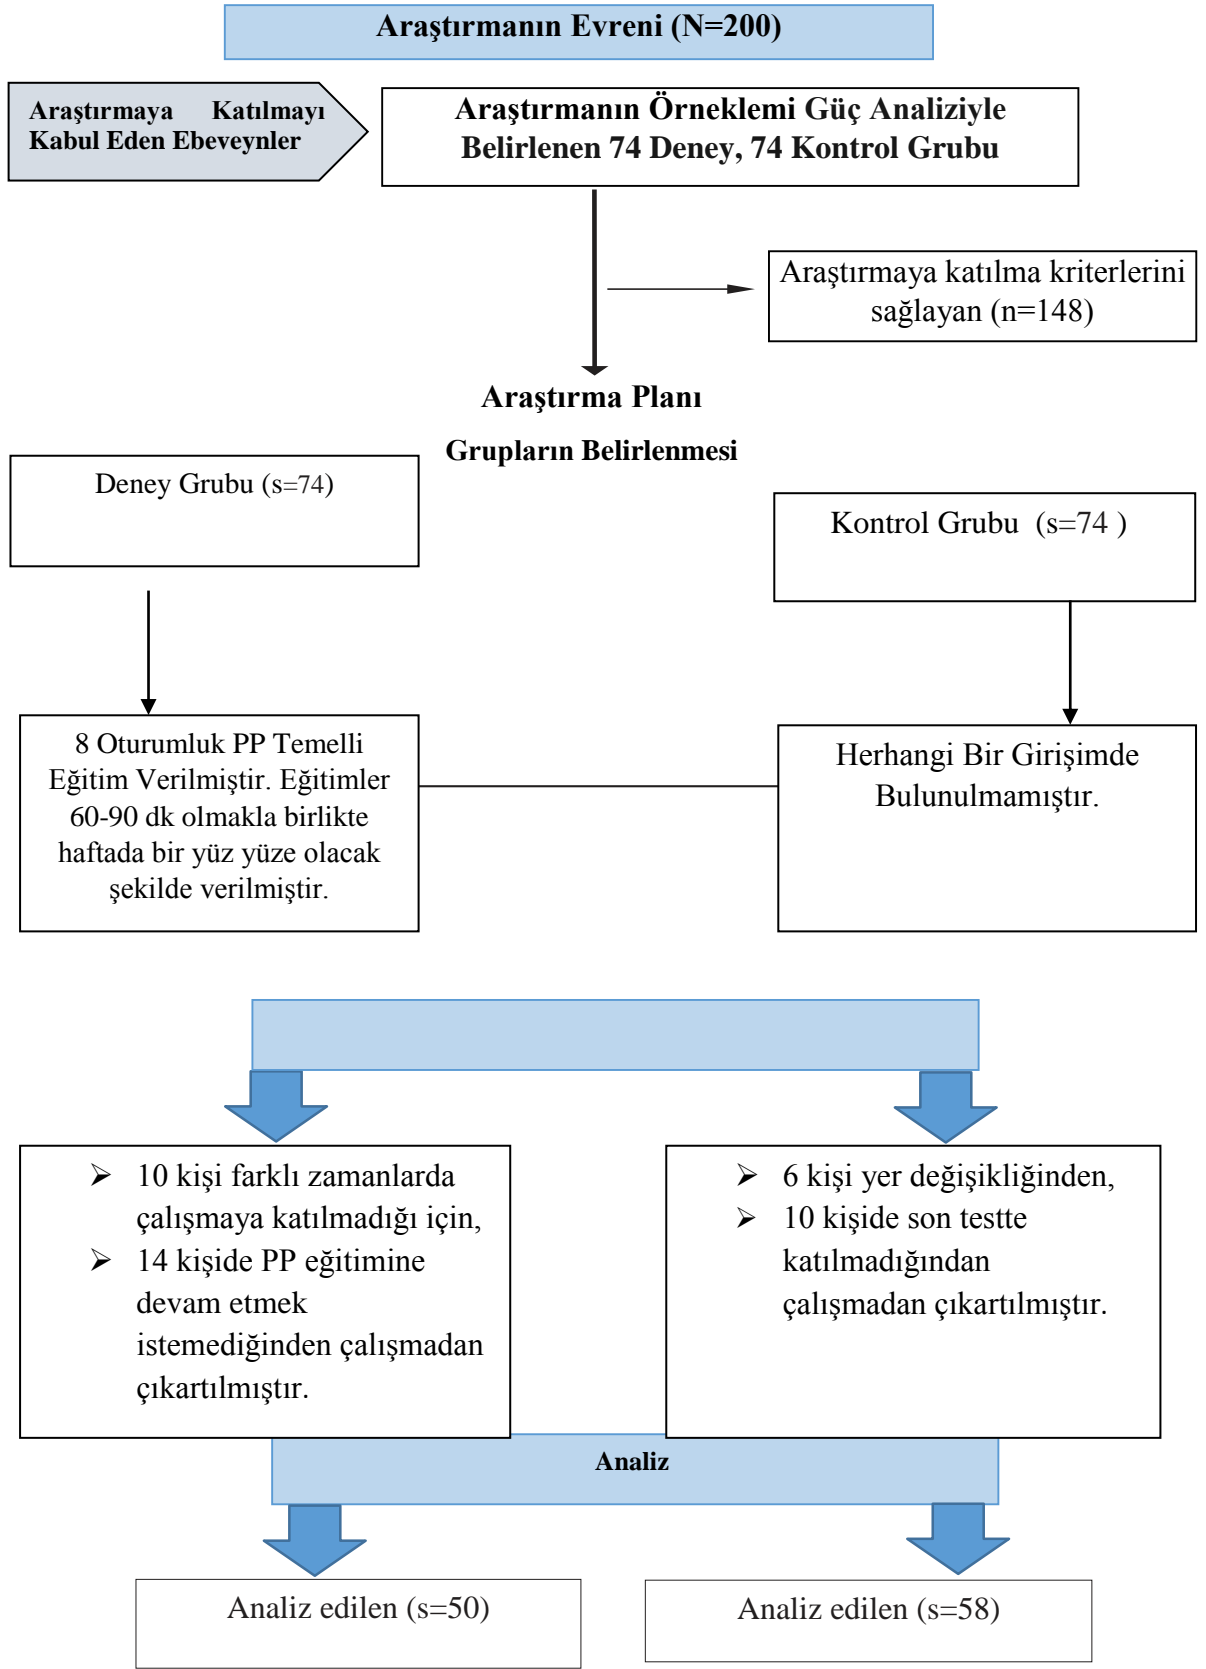 Araştırmanın Evreni (N=200)
Araştırmaya Katılmayı
Kabul Eden Ebeveynler
Araştırmanın Örneklemi Güç Analiziyle
Belirlenen 74 Deney, 74 Kontrol Grubu
Araştırmaya katılma kriterlerini
sağlayan (n=148)
Araştırma Planı
Grupların Belirlenmesi
Deney Grubu (s=74)
Kontrol Grubu (s=74 )
8 Oturumluk PP Temelli
Eğitim Verilmiştir. Eğitimler
60-90 dk olmakla birlikte
haftada bir yüz yüze olacak
şekilde verilmiştir.
Herhangi Bir Girişimde
Bulunulmamıştır.
➢ 10 kişi farklı zamanlarda
çalışmaya katılmadığı için,
➢ 14 kişide PP eğitimine
devam etmek
istemediğinden çalışmadan
çıkartılmıştır.
➢ 6 kişi yer değişikliğinden,
➢ 10 kişide son testte
katılmadığından
çalışmadan çıkartılmıştır.
Analiz
Analiz edilen (s=50)
Analiz edilen (s=58)